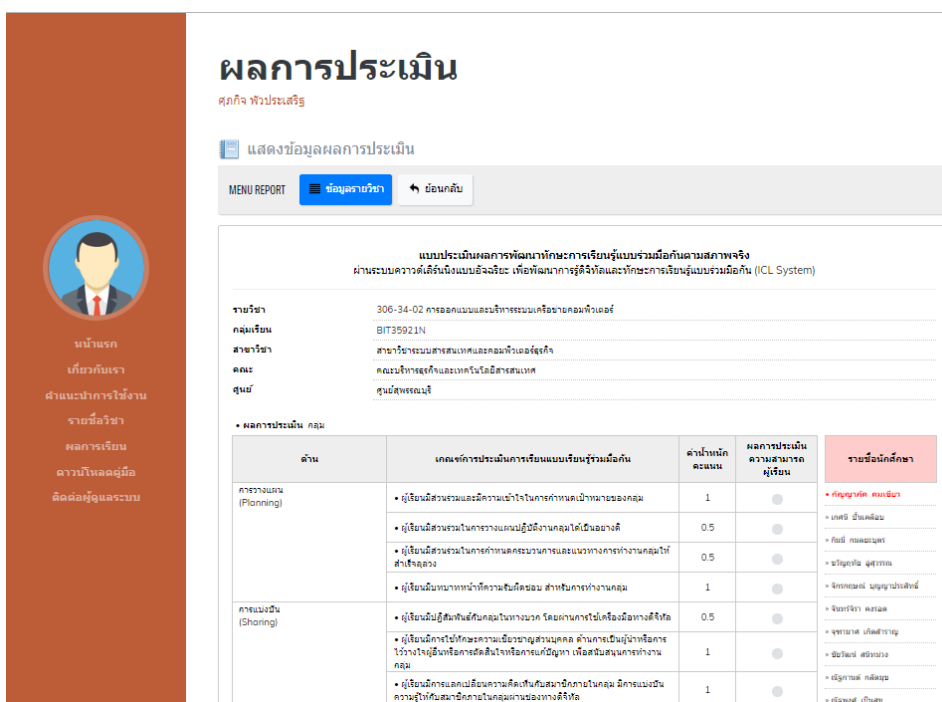 ผลการประเมิน
ศุภกิจ พัวประเสริฐ
แสดงข้อมูลผลการประเมิน
MENU REPORT
ข้อมูลรายวิชา
ย้อนกลับ
หน้าแรก
เกี่ยวกับเรา
คำแนะนำการใช้งาน
รายชื่อวิชา
ผลการเรียน
ดาวน์โหลดคู่มือ
ติดต่อผู้ดูแลระบบ
แบบประเมินผลการพัฒนาทักษะการเรียนรู้แบบร่วมมือกันตามสภาพจริง
ผ่านระบบควาวด์เลิร์นนิงแบบอัจฉริยะ เพื่อพัฒนาการรู้ดิจิทัลและทักษะการเรียนรู้แบบร่วมมือกัน (ICL System)
รายวิชา 306-34-02 การออกแบบและบริหารระบบเครือข่ายคอมพิวเตอร์
กลุ่มเรียน BIT35921N
สาขาวิชา สาขาวิชาระบบสารสนเทศและคอมพิวเตอร์ธุรกิจ
คณะ คณะบริหารธุรกิจและเทคโนโลยีสารสนเทศ
ศูนย์ ศูนย์สุพรรณบุรี
• ผลการประเมิน กลุ่ม
ด้าน
เกณฑ์การประเมินการเรียนแบบเรียนรู้ร่วมมือกัน
ค่าน้ำหนัก
คะแนน
ผลการประเมิน
ความสามารถ
ผู้เรียน
รายชื่อนักศึกษา
การวางแผน
(Planning)
• ผู้เรียนมีส่วนรวมและมีความเข้าใจในการกำหนดเป้าหมายของกลุ่ม 1
• ผู้เรียนมีส่วนร่วมในการวางแผนปฏิบัติงานกลุ่มได้เป็นอย่างดี 0.5
• ผู้เรียนมีส่วนร่วมในการกำหนดกระบวนการและแนวทางการทำงานกลุ่มให้
สำเร็จลุล่วง 0.5
• ผู้เรียนมีบทบาทหน้าที่ความรับผิดชอบ สำหรับการทำงานกลุ่ม 1
การแบ่งปัน
(Sharing)
• ผู้เรียนมีปฏิสัมพันธ์กับกลุ่มในทางบวก โดยผ่านการใช้เครื่องมือทางดิจิทัล 0.5
• ผู้เรียนมีการใช้ทักษะความเชี่ยวชาญส่วนบุคคล ด้านการเป็นผู้นำหรือการ
ไว้วางใจผู้อื่นหรือการตัดสินใจหรือการแก้ปัญหา เพื่อสนับสนุนการทำงาน
กลุ่ม 1
• ผู้เรียนมีการแลกเปลี่ยนความคิดเห็นกับสมาชิกภายในกลุ่ม มีการแบ่งปัน
ความรู้ให้กับสมาชิกภายในกลุ่มผ่านช่องทางดิจิทัล 1